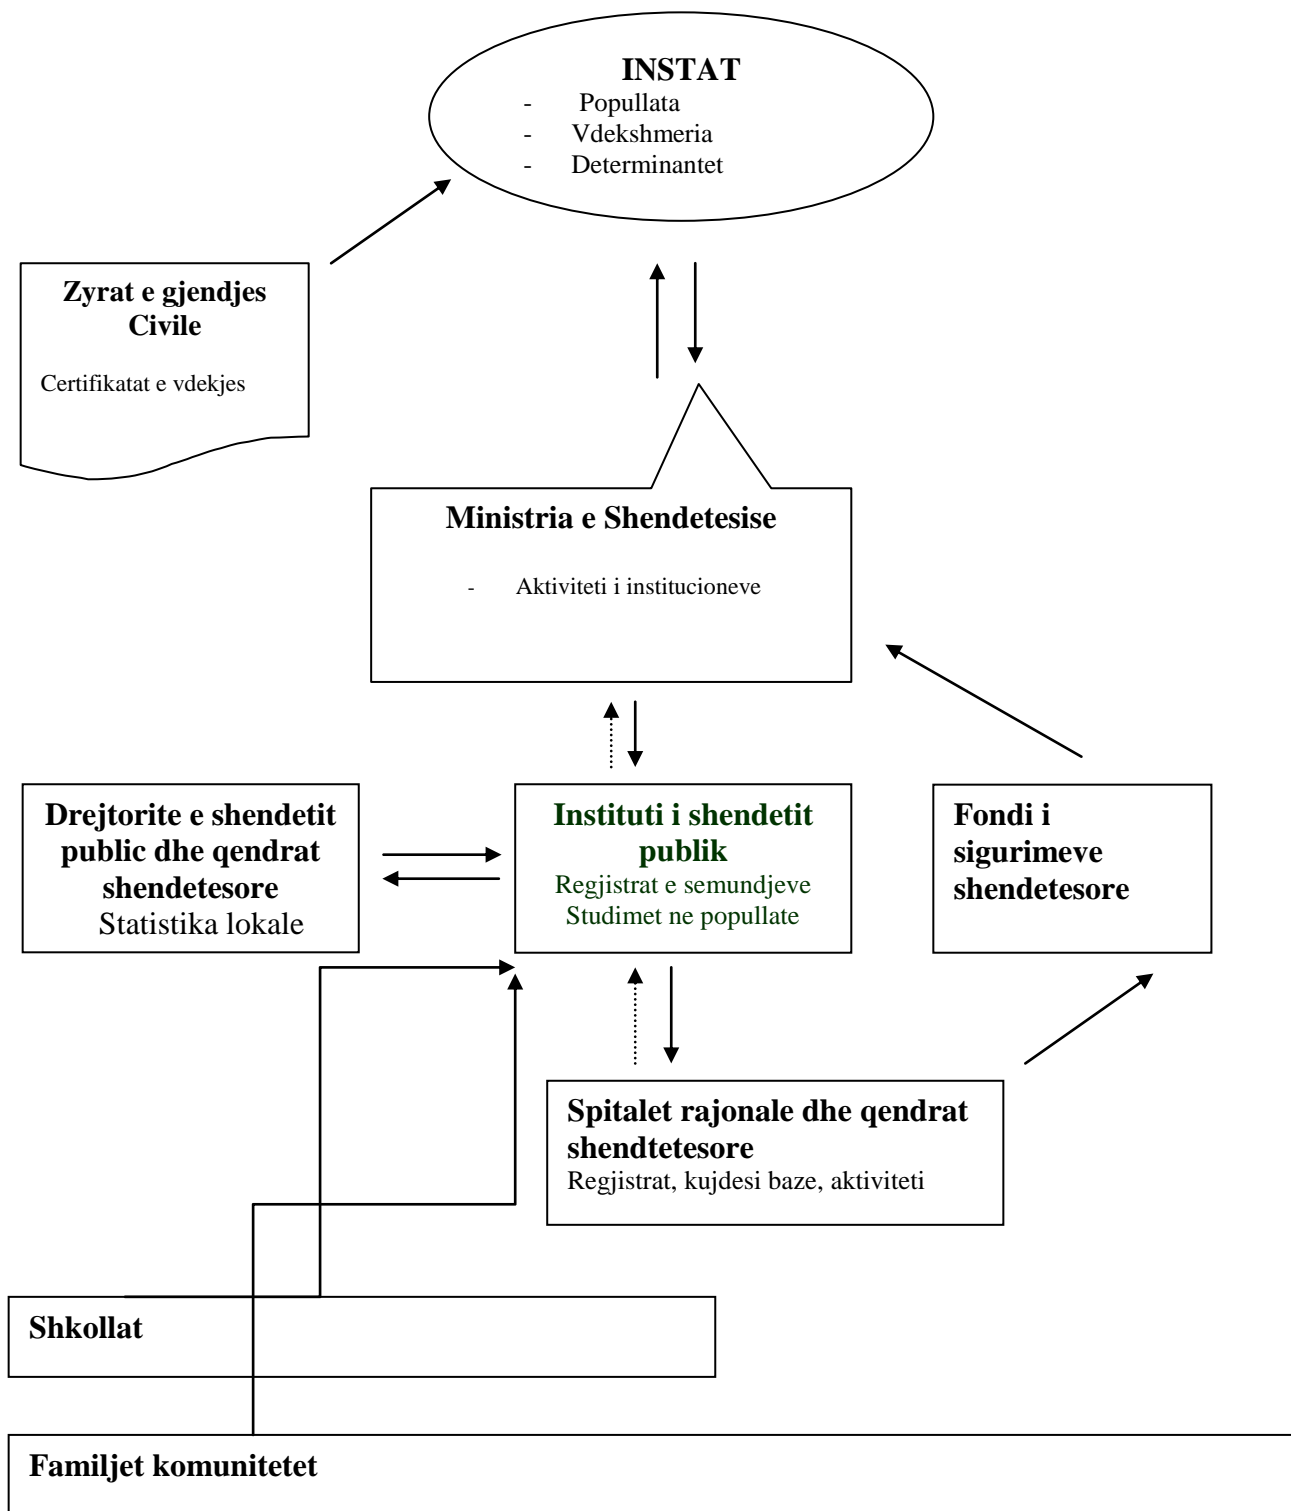 INSTAT
- Popullata
- Vdekshmeria
- Determinantet
Zyrat e gjendjes
Civile
Certifikatat e vdekjes
Ministria e Shendetesise
- Aktiviteti i institucioneve
Drejtorite e shendetit
public dhe qendrat
shendetesore
Statistika lokale
Instituti i shendetit
publik
Regjistrat e semundjeve
Studimet ne popullate
Fondi i
sigurimeve
shendetesore
Spitalet rajonale dhe qendrat
shendtetesore
Regjistrat, kujdesi baze, aktiviteti
Shkollat
Familjet komunitetet